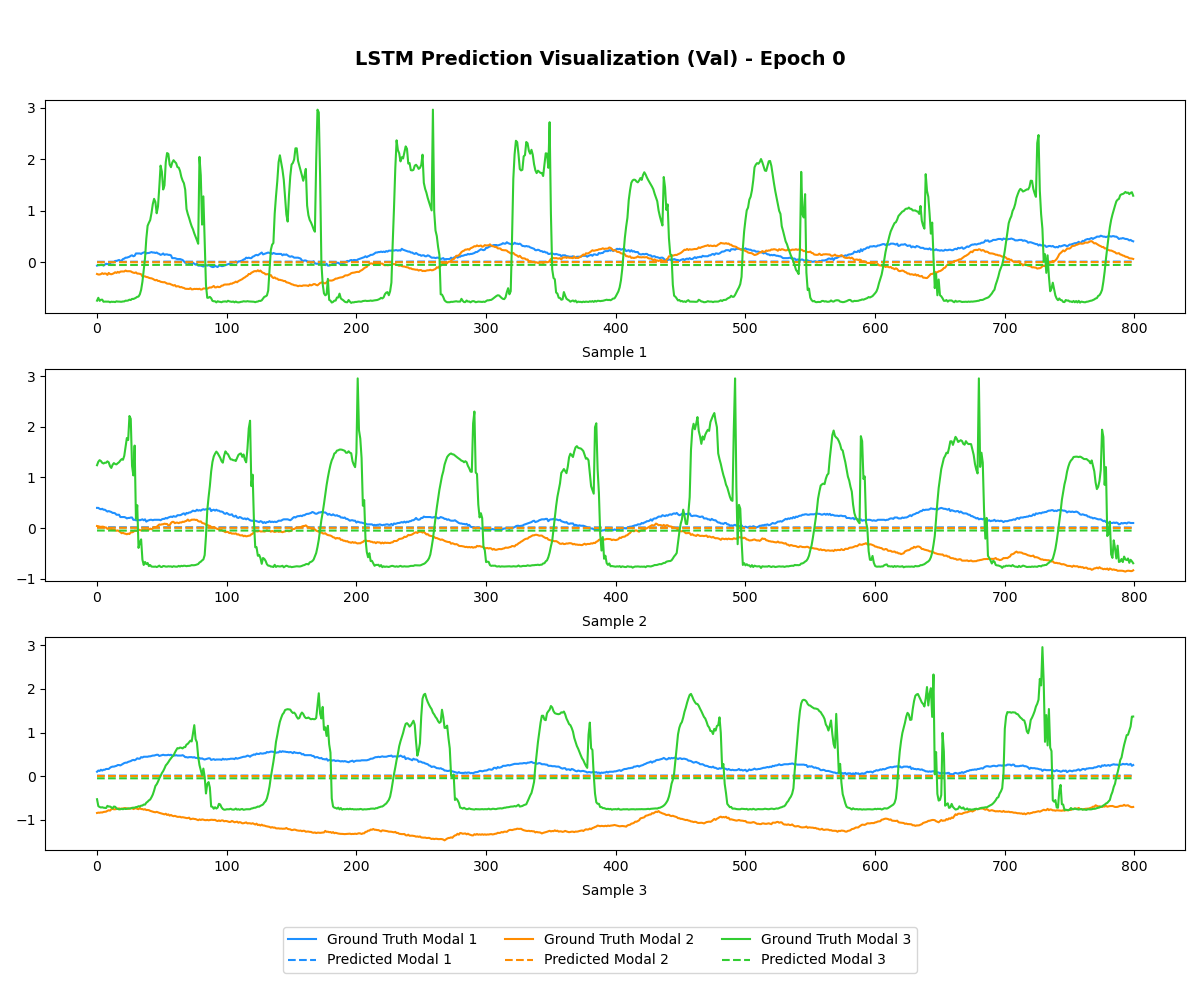 LSTM Prediction Visualization (Val) - Epoch 0
3
2
1
0
0 100 200 300 400 500 600 700 800
Sample 1
3
2
1
0
−1
0 100 200 300 400 500 600 700 800
Sample 2
3
2
1
0
−1
0 100 200 300 400 500 600 700 800
Sample 3
Ground Truth Modal 1 Ground Truth Modal 2 Ground Truth Modal 3
Predicted Modal 1 Predicted Modal 2 Predicted Modal 3